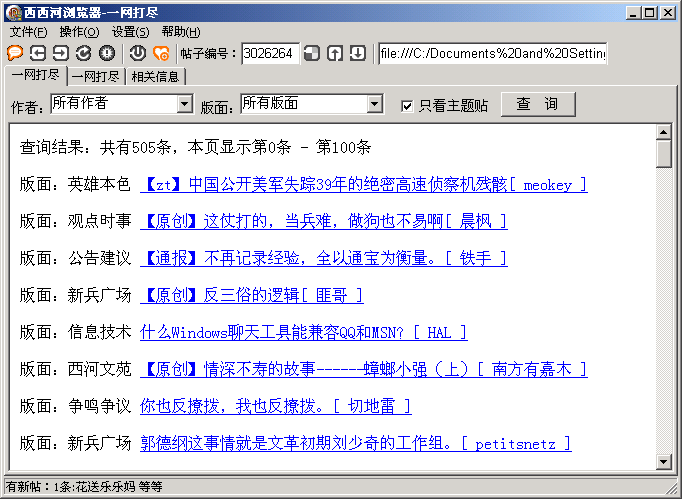 西西河浏览器-一网打尽
文件(F) 操作(O) 设置(S) 帮助(H)
帖子编号： 3026264 file:///C:/Documents%20and%20Setting
一网打尽 一网打尽 相关信息
作者： 所有作者 版面： 所有版面 只看主题贴 查 询
查询结果：共有505条，本页显示第0条 - 第100条
版面：英雄本色 【zt】中国公开美军失踪39年的绝密高速侦察机残骸[ meokey ]
版面：观点时事 【原创】这仗打的，当兵难，做狗也不易啊[ 晨枫 ]
版面：公告建议 【通报】不再记录经验，全以通宝为衡量。[ 铁手 ]
版面：新兵广场 【原创】反三俗的逻辑[ 匪哥 ]
版面：信息技术 什么Windows聊天工具能兼容QQ和MSN？[ HAL ]
版面：西河文苑 【原创】情深不寿的故事------蟑螂小强（上）[ 南方有嘉木 ]
版面：争鸣争议 你也反撩拨，我也反撩拨。[ 切地雷 ]
版面：新兵广场 郭德纲这事情就是文革初期刘少奇的工作组。[ petitsnetz ]
有新帖：1条:花送乐乐妈 等等